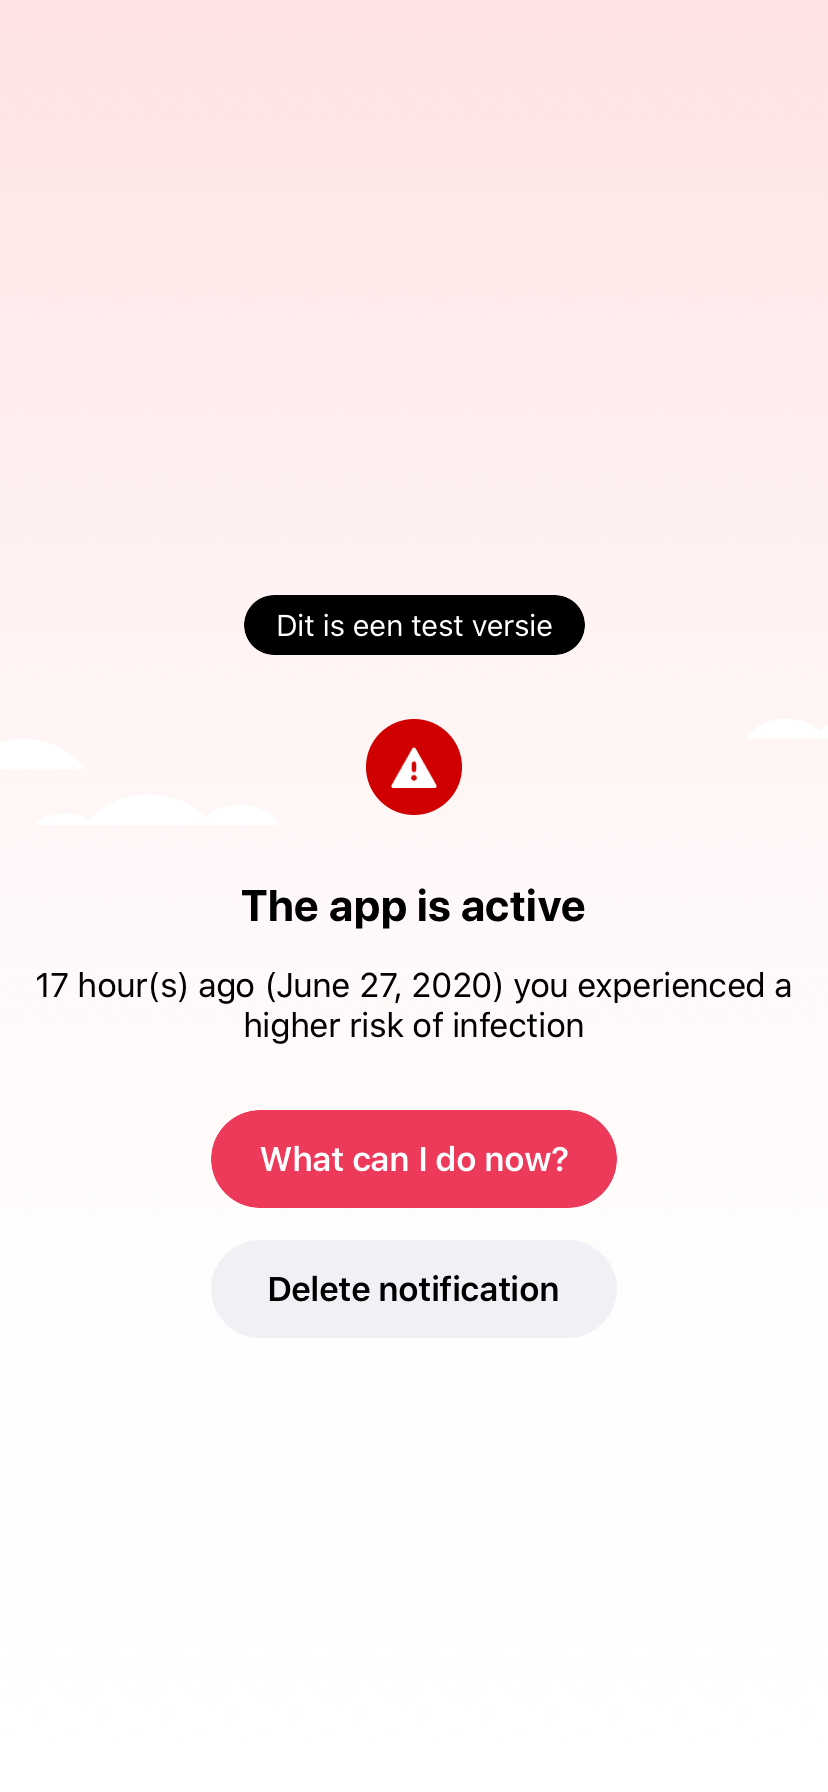 Dit is een test versie
The app is active
17 hour(s) ago (June 27, 2020) you experienced a
higher risk of infection
What can I do now?
Delete notification